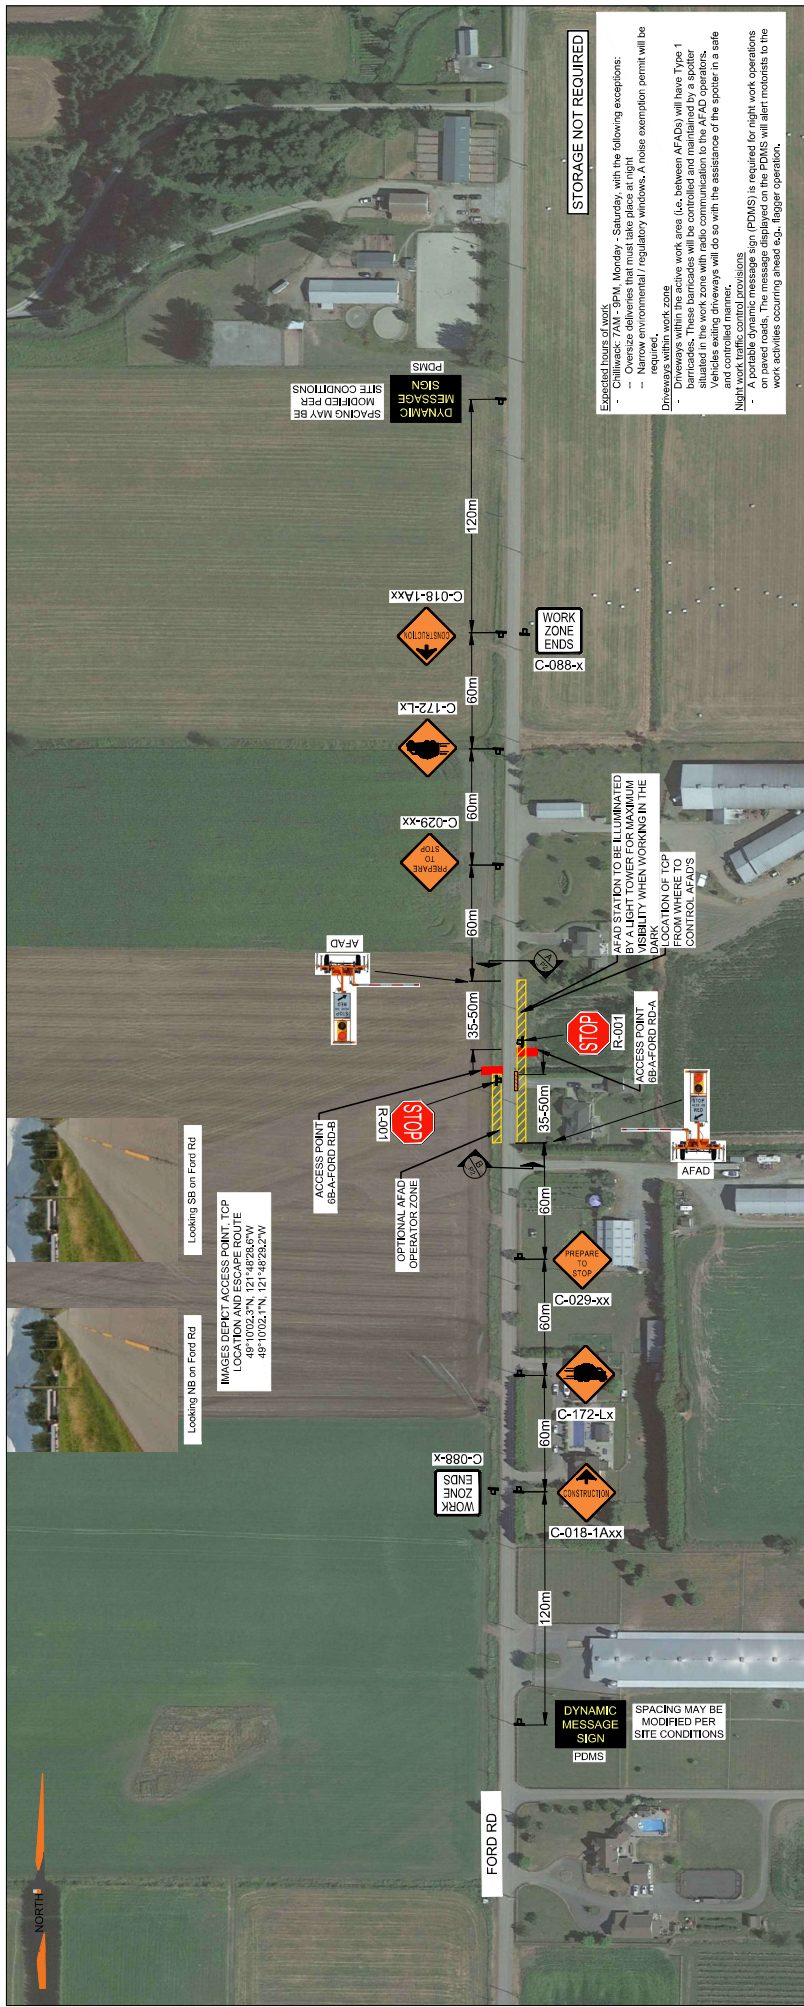 NORTH
Looking NB on Ford Rd
Looking SB on Ford Rd
IMAGES DEPICT ACCESS POINT, TCP
LOCATION AND ESCAPE ROUTE
49°10'02.3"N, 121°48'28.6"W
49°10'02.1"N, 121°48'29.2"W
FORD RD
DYNAMIC
MESSAGE
SIGN
PDMS
SPACING MAY BE
MODIFIED PER
SITE CONDITIONS
120m
WORK
ZONE
ENDS
C-088-x
CONSTRUCTION
C-018-1Axx
60m
C-172-Lx
60m
PREPARE
TO
STOP
C-029-xx
60m
AFAD
STOP
HERE ON
RED
B
P2
OPTIONAL AFAD
OPERATOR ZONE
STOP
R-001
ACCESS POINT
6B-A-FORD RD-B
35-50m
35-50m
ACCESS POINT
6B-A-FORD RD-A
STOP
R-001
AFAD
STOP
HERE ON
RED
A
P2
AFAD STATION TO BE ILLUMINATED
BY A LIGHT TOWER FOR MAXIMUM
VISIBILITY WHEN WORKING IN THE
DARK
LOCATION OF TCP
FROM WHERE TO
CONTROL AFAD'S
60m
PREPARE
TO
STOP
C-029-xx
60m
C-172-Lx
60m
CONSTRUCTION
C-018-1Axx
WORK
ZONE
ENDS
C-088-x
120m
DYNAMIC
MESSAGE
SIGN
PDMS
SPACING MAY BE
MODIFIED PER
SITE CONDITIONS
STORAGE NOT REQUIRED
Expected hours of work
- Chilliwack: 7AM - 9PM, Monday - Saturday, with the following exceptions:
-- Oversize deliveries that must take place at night
-- Narrow environmental / regulatory windows. A noise exemption permit will be
required.
Driveways within work zone
- Driveways within the active work area (i.e. between AFADs) will have Type 1
barricades. These barricades will be controlled and maintained by a spotter
situated in the work zone with radio communication to the AFAD operators.
Vehicles exiting driveways will do so with the assistance of the spotter in a safe
and controlled manner.
Night work traffic control provisions
- A portable dynamic message sign (PDMS) is required for night work operations
on paved roads. The message displayed on the PDMS will alert motorists to the
work activities occurring ahead e.g. flagger operation.